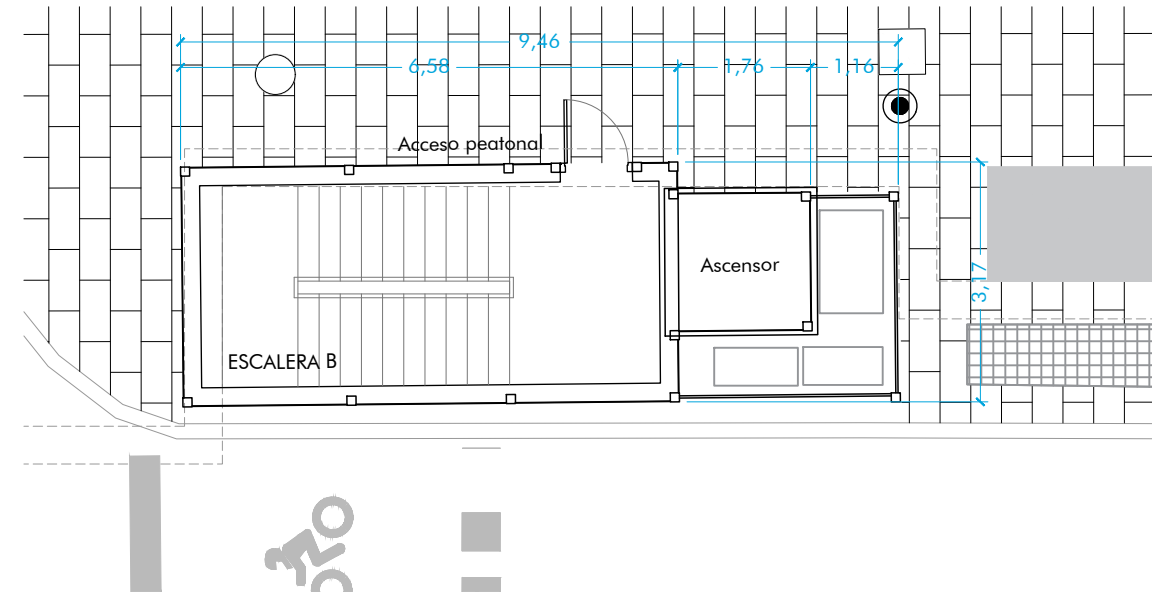 9,46
6,58
1,76
1,16
Acceso peatonal
Ascensor
3,17
ESCALERA B